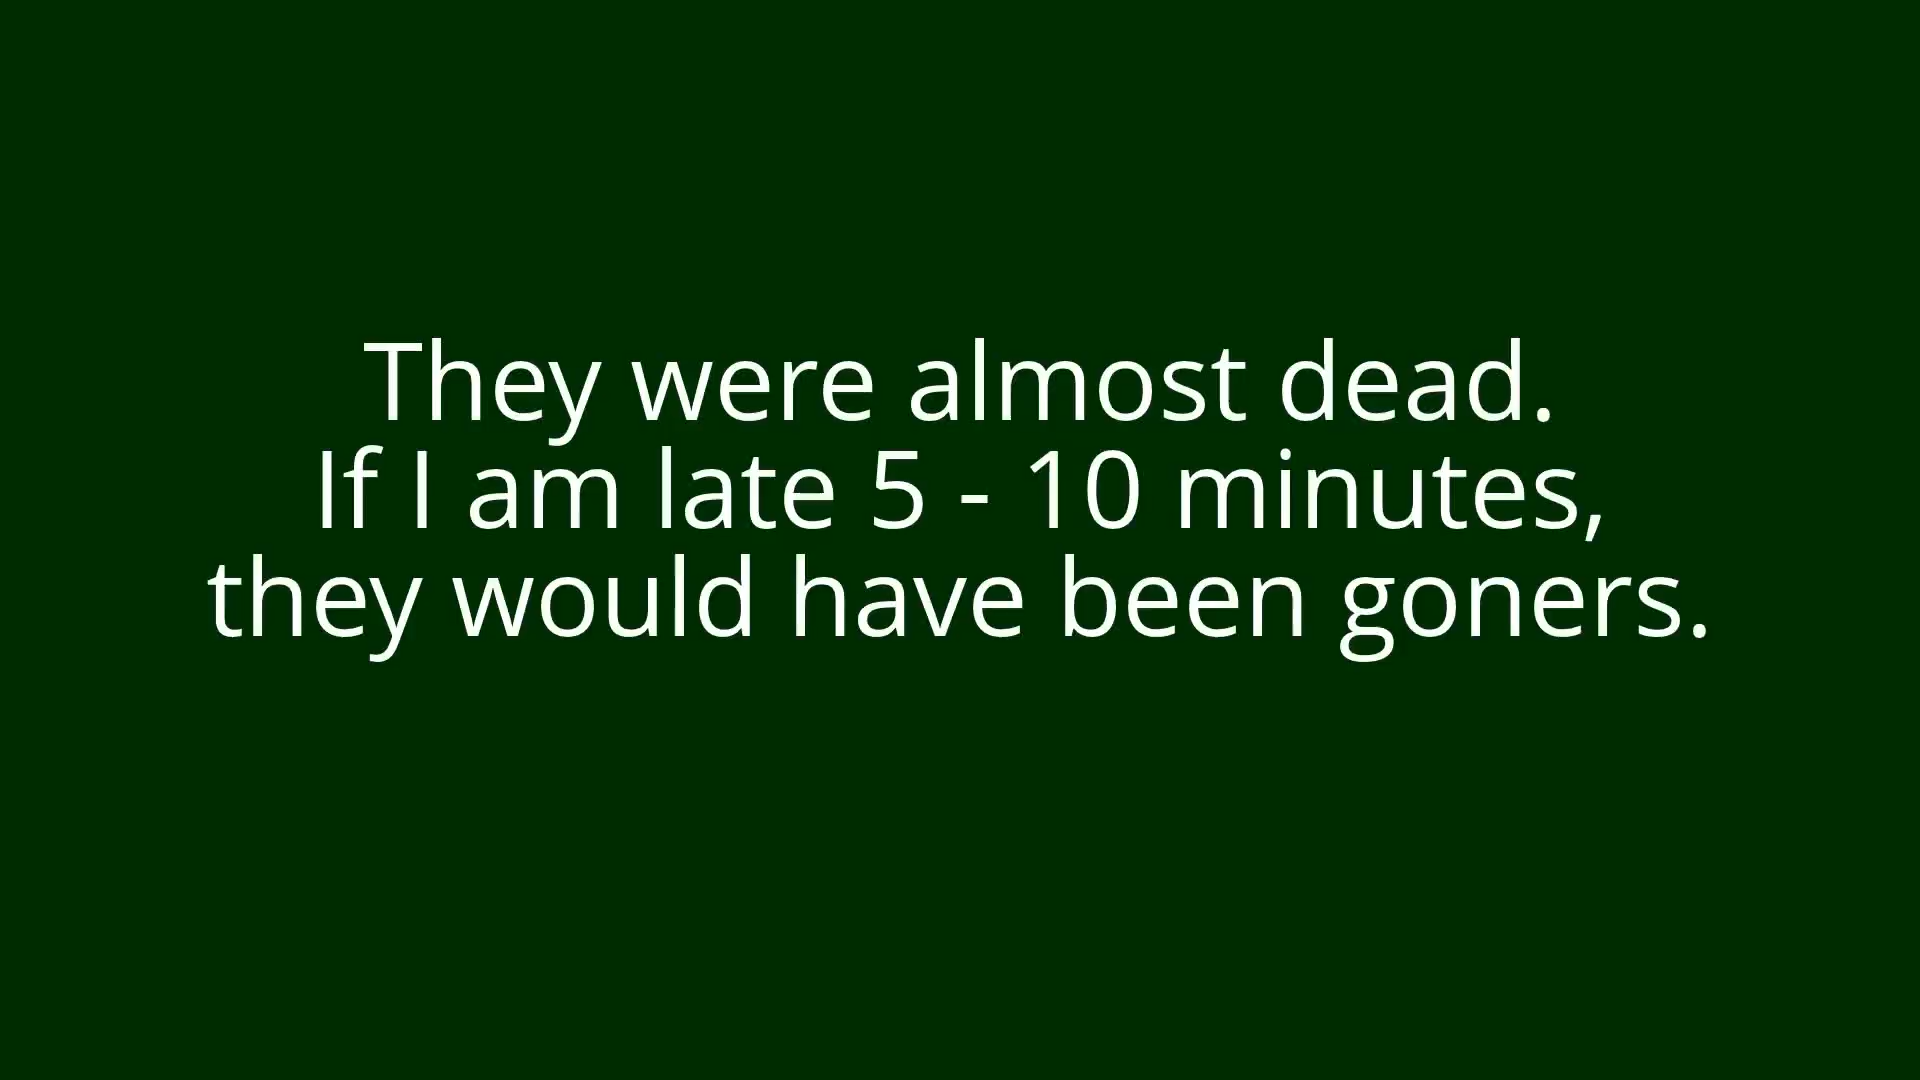 They were almost dead.
If I am late 5 - 10 minutes,
they would have been goners.